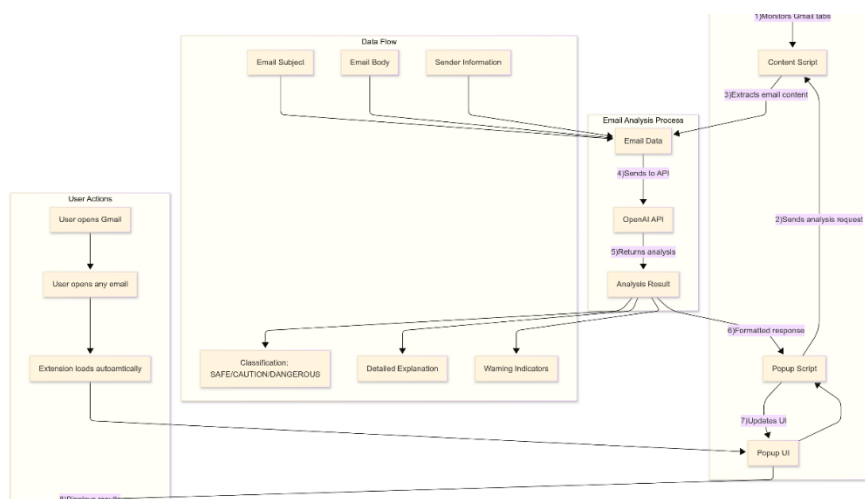 1)Monitors Gmail tabs
Data Flow
Email Subject
Email Body
Sender Information
Content Script
3)Extracts email content
Email Analysis Process
Email Data
4)Sends to API
User Actions
User opens Gmail
OpenAI API
2)Sends analysis request
5)Returns analysis
User opens any email
Analysis Result
6)Formatted response
Extension loads autoamtically
Classification:
SAFE/CAUTION/DANGEROUS
Detailed Explanation
Warning Indicators
Popup Script
7)Updates UI
Popup UI
8)Displays results